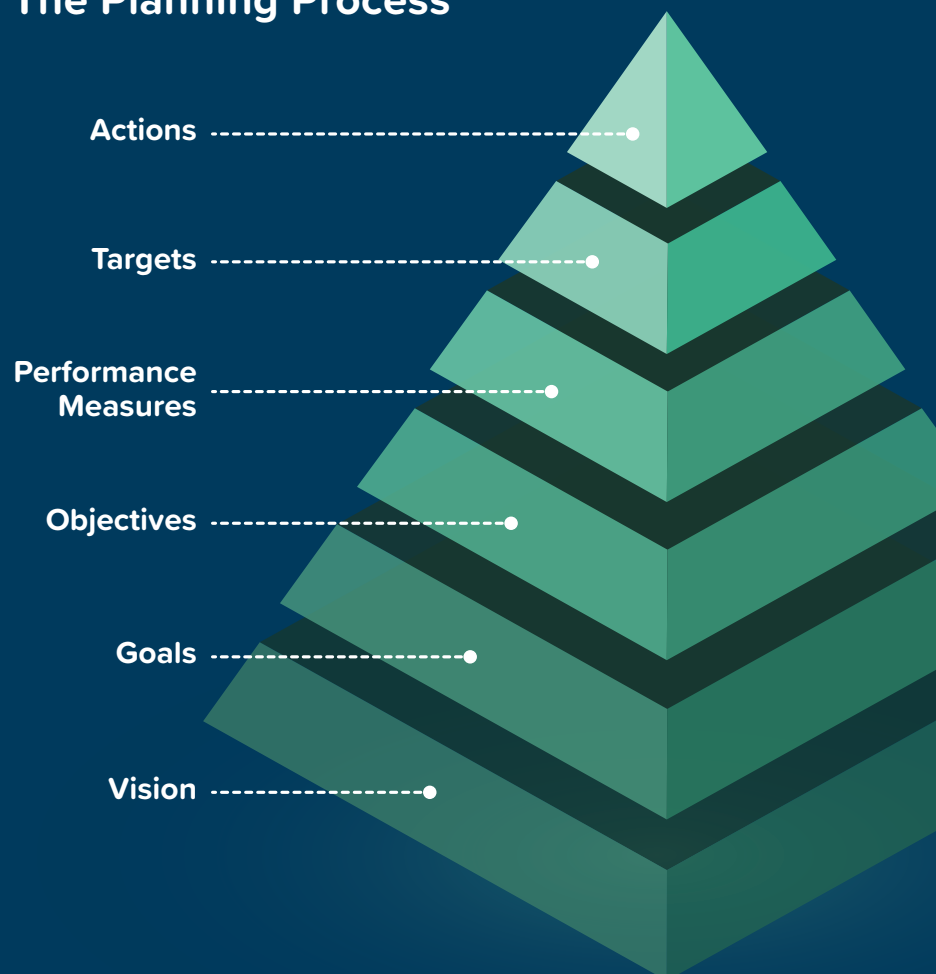 The Planning Process
Actions
Targets
Performance
Measures
Objectives
Goals
Vision